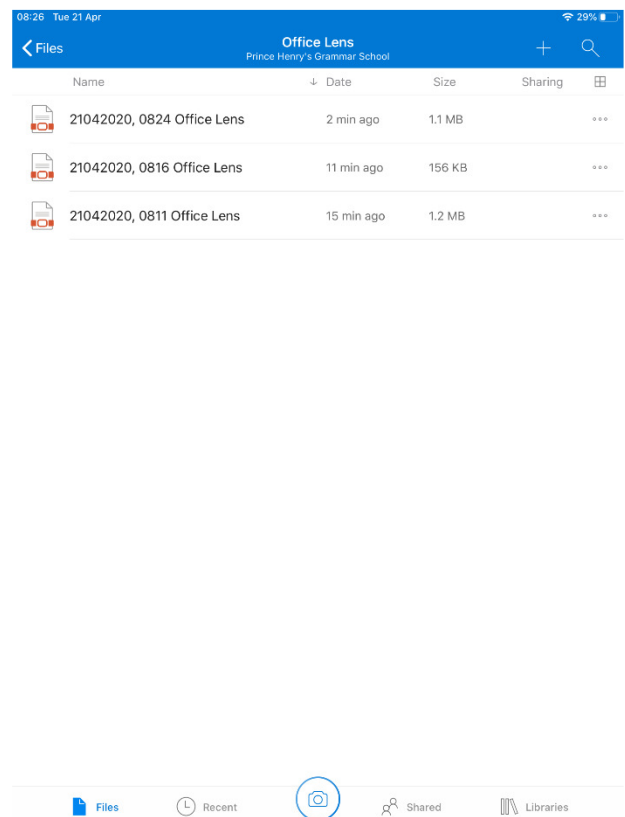 08:26 Tue 21 Apr 29%
Files
Office Lens
Prince Henry's Grammar School
Name ↓ Date Size Sharing
21042020, 0824 Office Lens 2 min ago 1.1 MB
21042020, 0816 Office Lens 11 min ago 156 KB
21042020, 0811 Office Lens 15 min ago 1.2 MB
Files Recent Shared Libraries